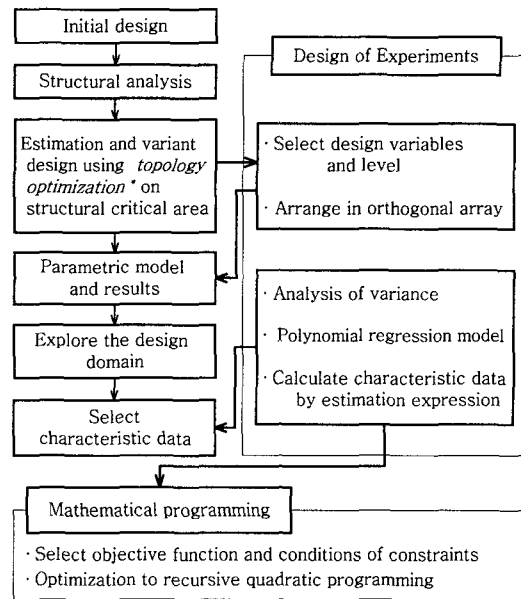 Initial design
Structural analysis
Estimation and variant
design using topology
optimization * on
structural critical area
Parametric model
and results
Explore the design
domain
Select
characteristic data
Design of Experiments
· Select design variables
and level
· Arrange in orthogonal array
· Analysis of variance
· Polynomial regression model
· Calculate characteristic data
by estimation expression
Mathematical programming
· Select objective function and conditions of constraints
· Optimization to recursive quadratic programming